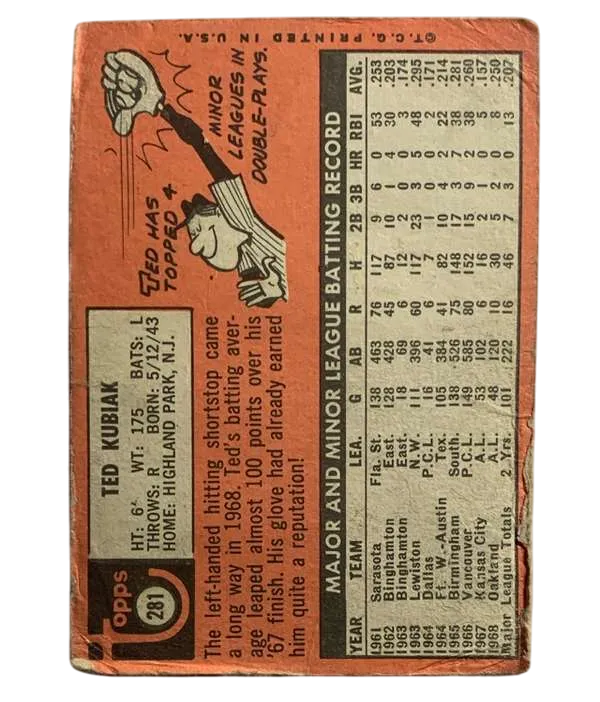 Topps
281
TED KUBIAK
HT: 6' WT: 175 BATS: L
THROWS: R BORN: 5/12/43
HOME: HIGHLAND PARK, N.J.
The left-handed hitting shortstop came
a long way in 1968. Ted's batting aver-
age leaped almost 100 points over his
'67 finish. His glove had already earned
him quite a reputation!
TED HAS
TOPPED 4
MINOR
LEAGUES IN
DOUBLE-PLAYS.
MAJOR AND MINOR LEAGUE BATTING RECORD
YEAR TEAM LEA. G AB R H 2B 3B HR RBI AVG.
1961 Sarasota Fla. St. 138 463 76 117 9 6 0 53 .253
1962 Binghamton East. 128 428 45 87 10 1 4 30 .203
1963 Binghamton East. 18 69 6 12 2 0 0 3 .174
1963 Lewiston N.W. 111 396 60 117 23 3 5 48 .295
1964 Dallas P.C.L. 16 41 6 7 1 0 0 2 .171
1964 Ft. W.-Austin Tex. 105 384 41 82 10 4 2 22 .214
1965 Birmingham South. 138 526 75 148 17 3 7 38 .281
1966 Vancouver P.C.L. 149 585 80 152 15 9 2 38 .260
1967 Kansas City A.L. 53 102 6 16 2 1 0 5 .157
1968 Oakland A.L. 48 120 10 30 5 2 0 8 .250
Major League Totals 2 Yrs. 101 222 16 46 7 3 0 13 .207
©T.C.G. PRINTED IN U.S.A.